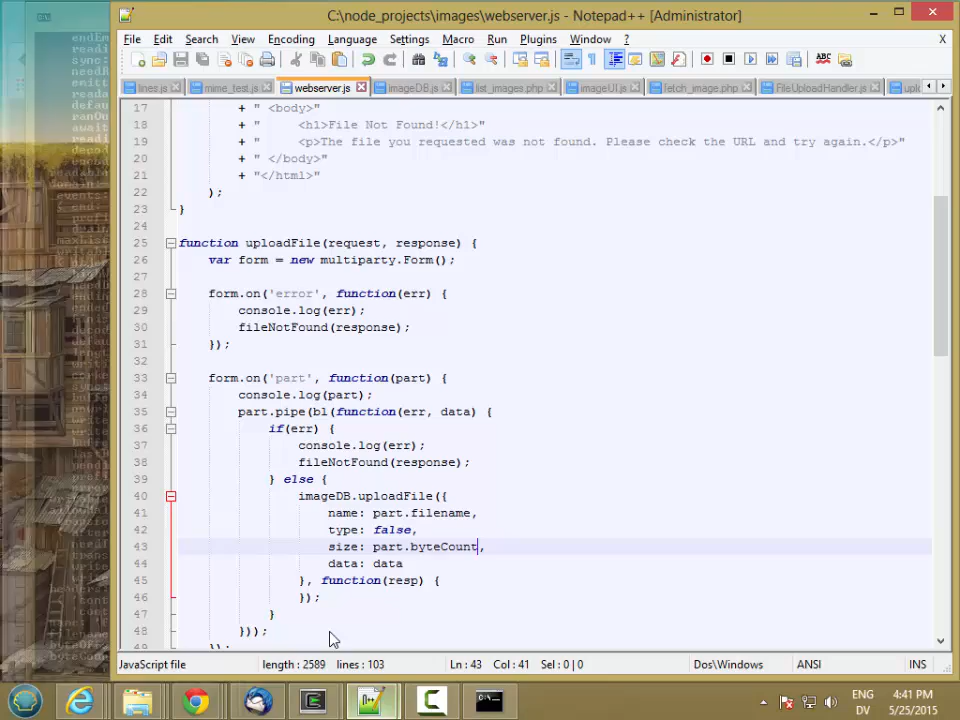 C:\node_projects\images\webserver.js - Notepad++ [Administrator]
File Edit Search View Encoding Language Settings Macro Run Plugins Window ? X
lines.js mime_test.js webserver.js imageDB.js list_images.php imageUI.js fetch_image.php FileUploadHandler.js
17 + " <body>"
18 + " <h1>File Not Found!</h1>"
19 + " <p>The file you requested was not found. Please check the URL and try again.</p>"
20 + " </body>"
21 + "</html>"
22 );
23 }
24
25 function uploadFile(request, response) {
26 var form = new multiparty.Form();
27
28 form.on('error', function(err) {
29 console.log(err);
30 fileNotFound(response);
31 });
32
33 form.on('part', function(part) {
34 console.log(part);
35 part.pipe(bl(function(err, data) {
36 if(err) {
37 console.log(err);
38 fileNotFound(response);
39 } else {
40 imageDB.uploadFile({
41 name: part.filename,
42 type: false,
43 size: part.byteCount,
44 data: data
45 }, function(resp) {
46 });
47 }
48 }));
49 });
JavaScript file length : 2589 lines : 103 Ln : 43 Col : 41 Sel : 0 | 0 Dos\Windows ANSI INS
ENG 4:41 PM
DV 5/25/2015